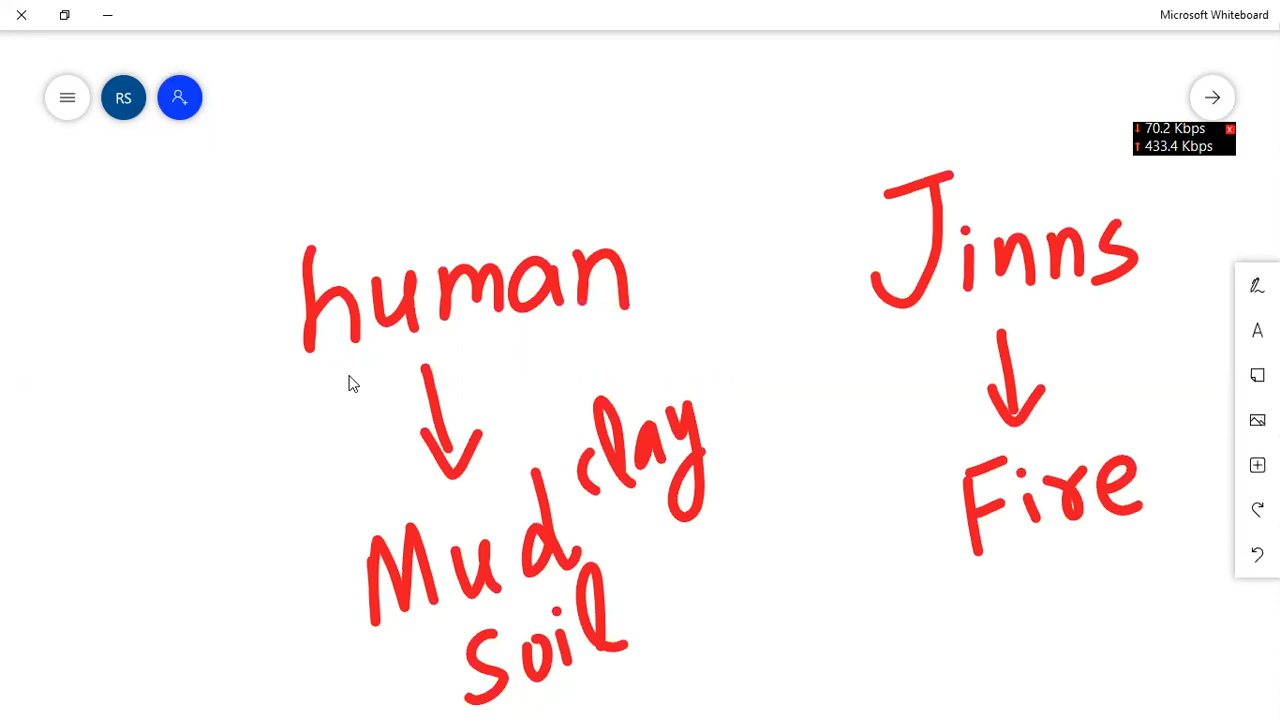 Microsoft Whiteboard
RS
70.2 Kbps
x
433.4 Kbps
human
Jinns
clay
Mud
Fire
soil
A